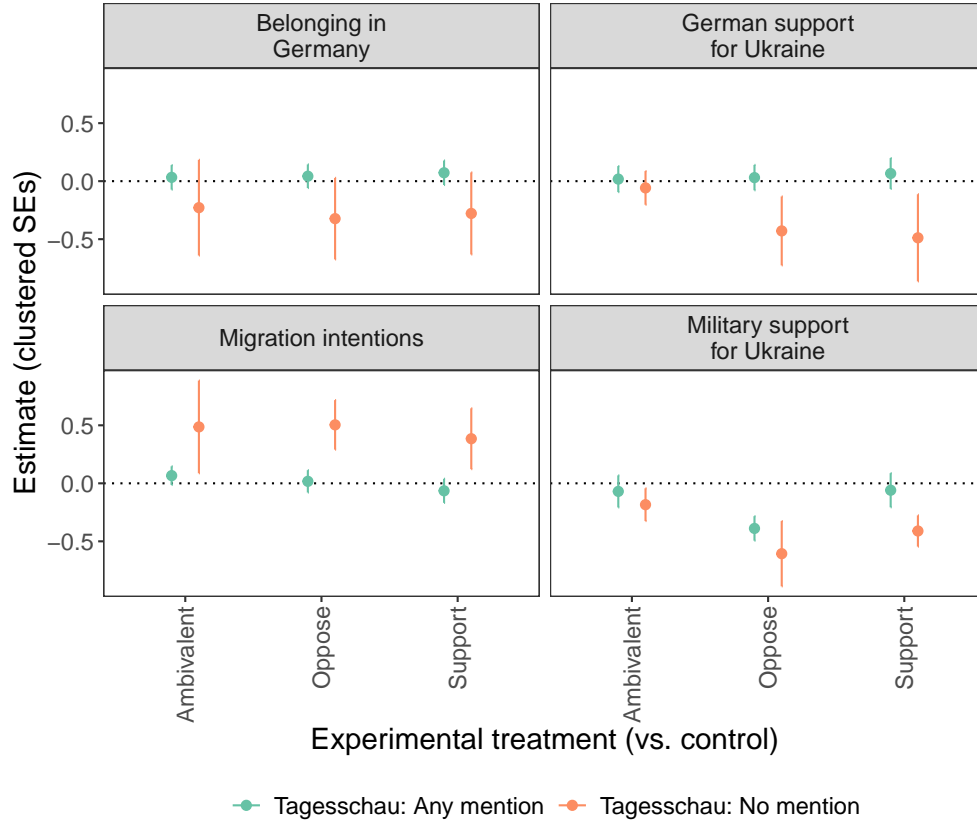 Belonging in
Germany
German support
for Ukraine
0.5
0.0
−0.5
Migration intentions
Military support
for Ukraine
0.5
0.0
−0.5
Estimate (clustered SEs)
Ambivalent
Oppose
Support
Ambivalent
Oppose
Support
Experimental treatment (vs. control)
Tagesschau: Any mention
Tagesschau: No mention